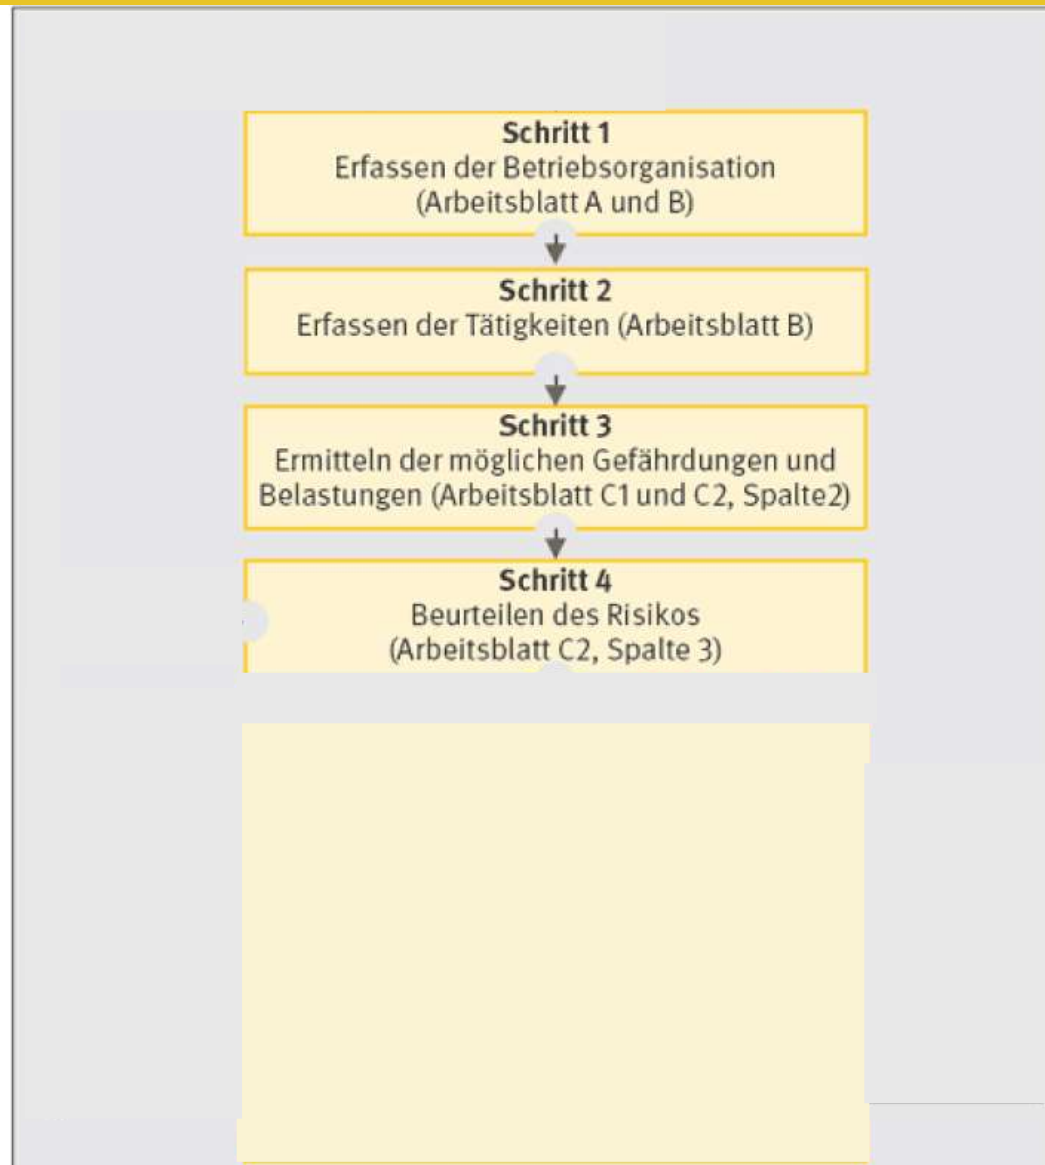 Schritt 1
Erfassen der Betriebsorganisation
(Arbeitsblatt A und B)
Schritt 2
Erfassen der Tätigkeiten (Arbeitsblatt B)
Schritt 3
Ermitteln der möglichen Gefährdungen und
Belastungen (Arbeitsblatt C1 und C2, Spalte2)
Schritt 4
Beurteilen des Risikos
(Arbeitsblatt C2, Spalte 3)